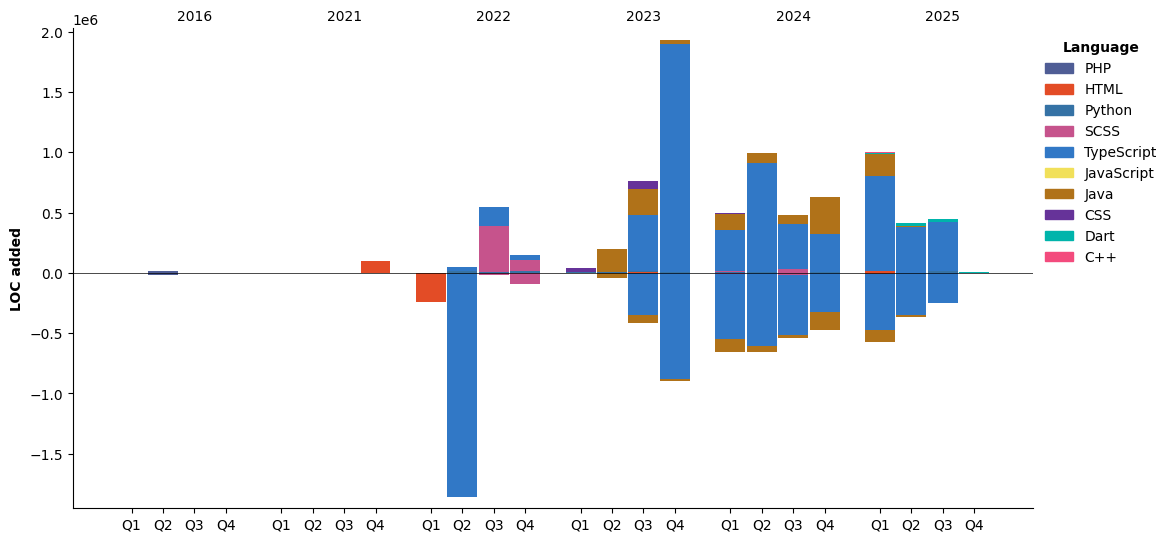 1e6
2016 2021 2022 2023 2024 2025
2.0
1.5
1.0
0.5
0.0
−0.5
−1.0
−1.5
LOC added
Q1 Q2 Q3 Q4 Q1 Q2 Q3 Q4 Q1 Q2 Q3 Q4 Q1 Q2 Q3 Q4 Q1 Q2 Q3 Q4 Q1 Q2 Q3 Q4
Language
PHP
HTML
Python
SCSS
TypeScript
JavaScript
Java
CSS
Dart
C++